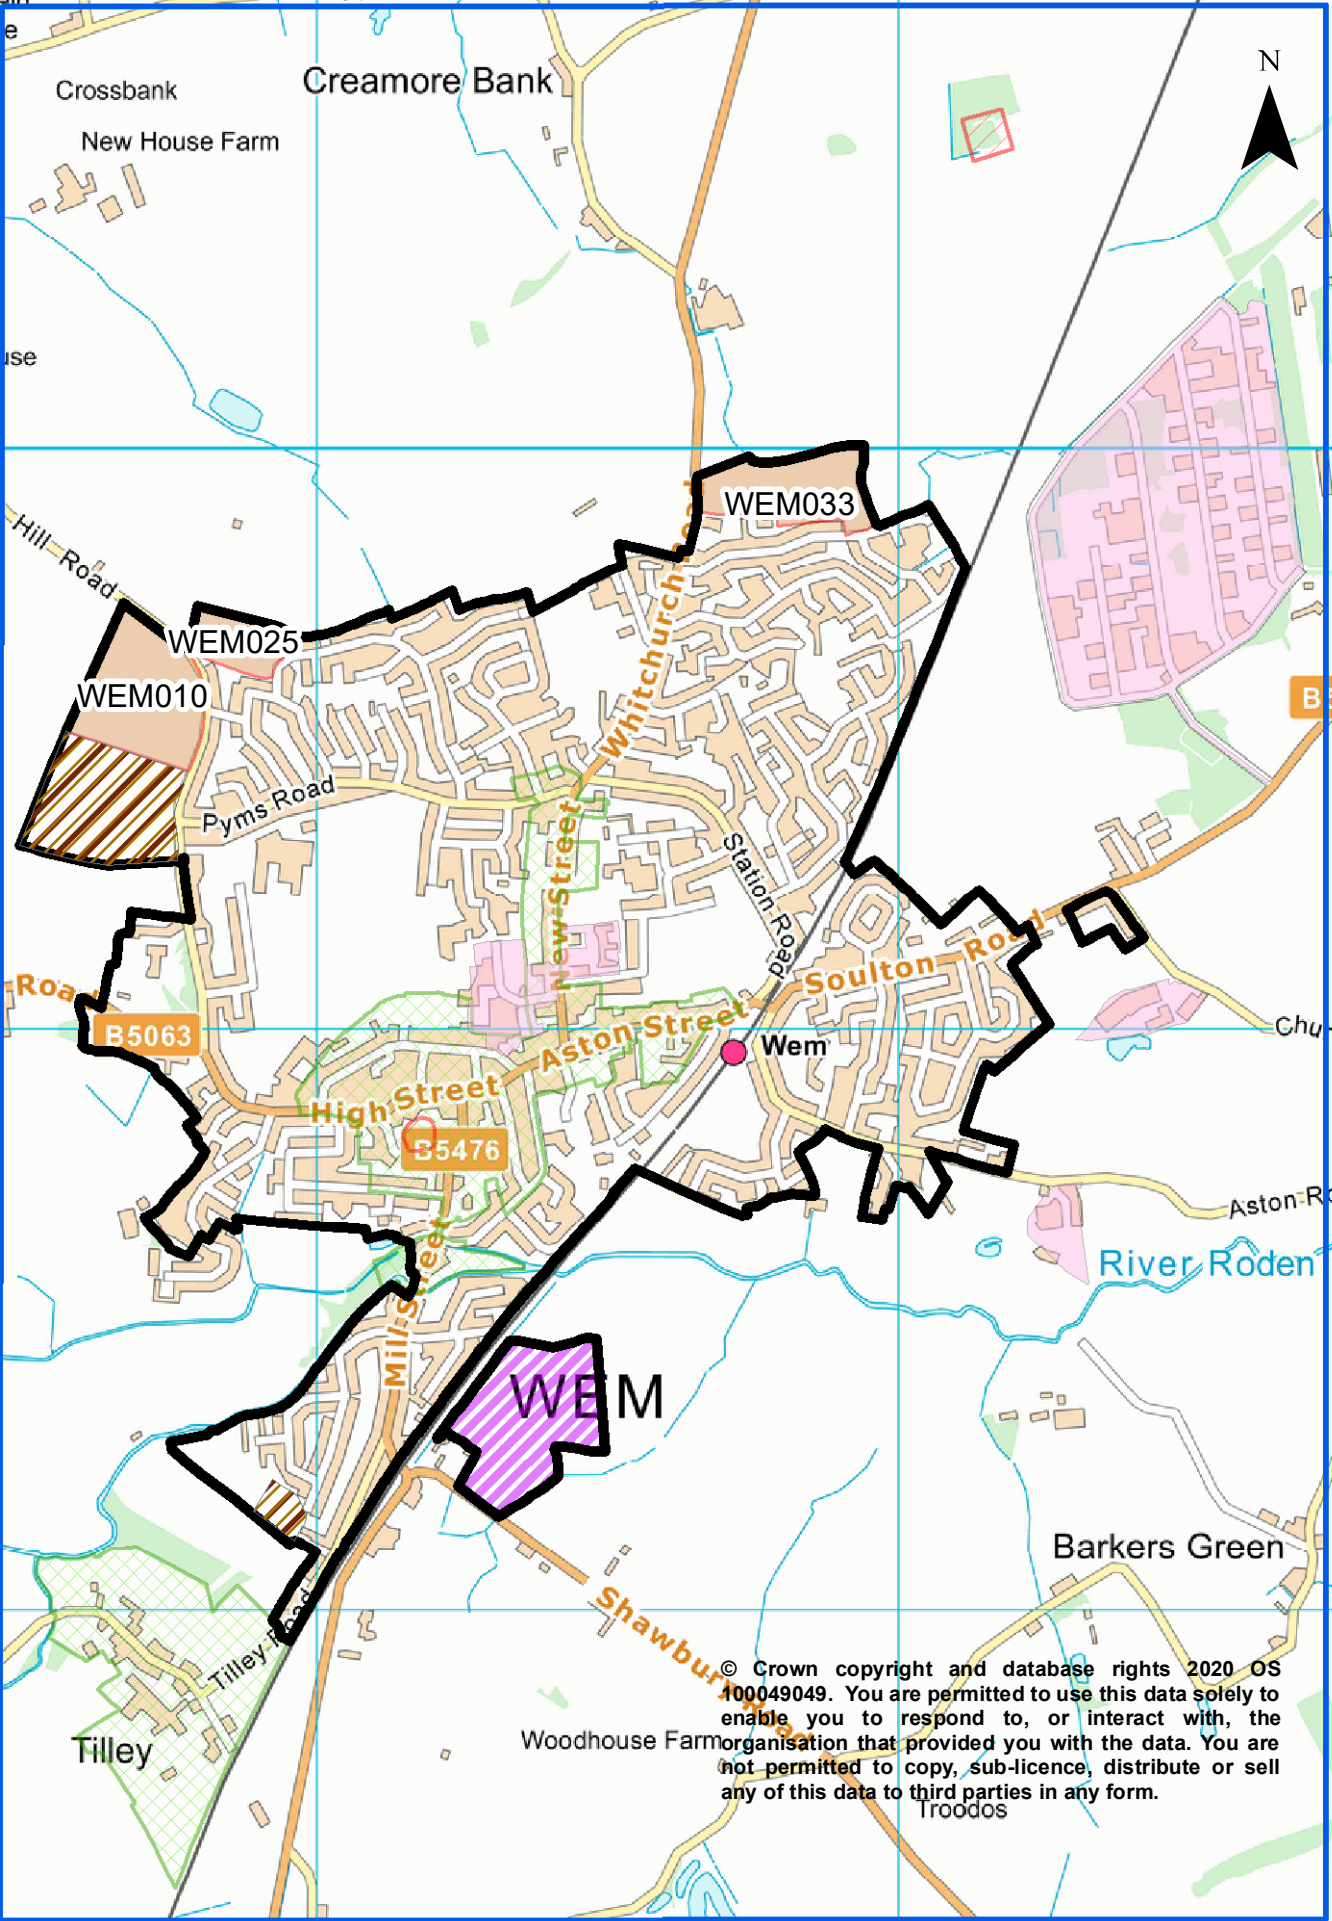 e
Creamore Bank
N
Crossbank
New House Farm
use
WEM033
Hill Road
Whitchurch Road
WEM025
WEM010
B5
Pyms Road
Station Road
New Street
Soulton Road
Road
B5063
Aston Street
Wem
Chu
High Street
B5476
Aston Ro
River Roden
Mill Street
WEM
Barkers Green
Shawbury Road
Tilley Road
© Crown copyright and database rights 2020 OS
100049049. You are permitted to use this data solely to
enable you to respond to, or interact with, the
Woodhouse Farm
organisation that provided you with the data. You are
Tilley
not permitted to copy, sub-licence, distribute or sell
any of this data to third parties in any form.
Troodos